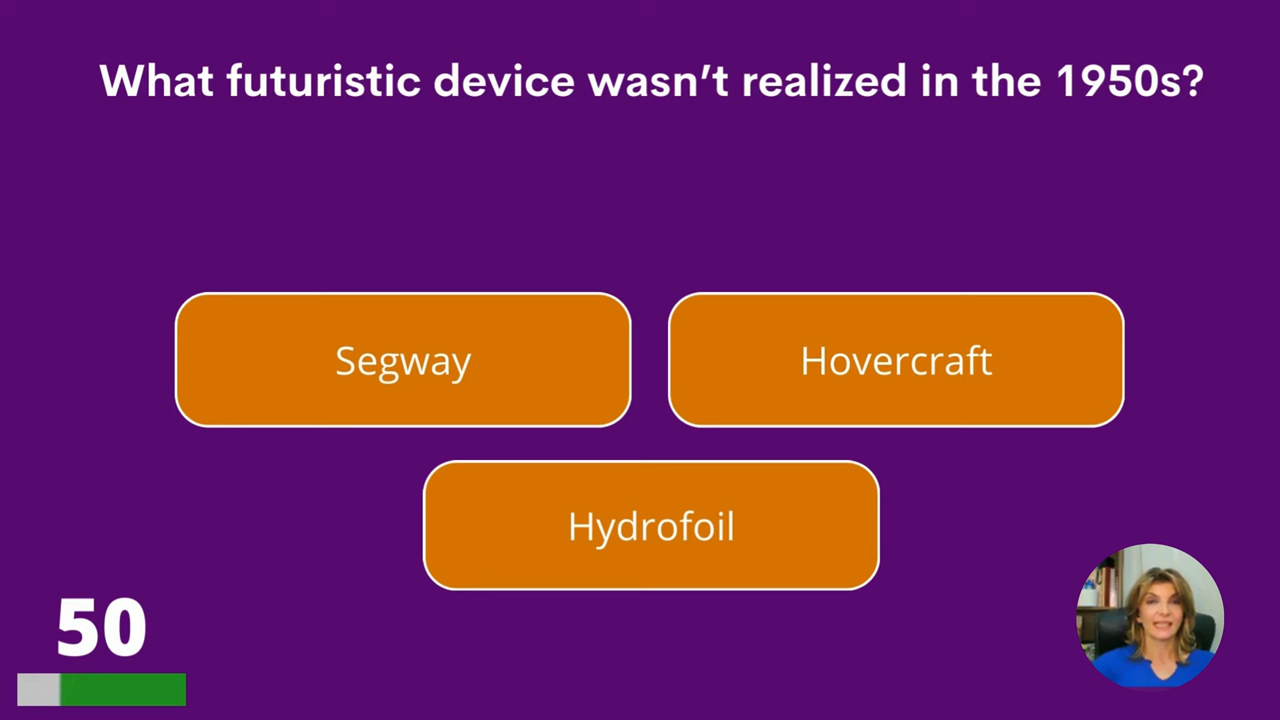 What futuristic device wasn’t realized in the 1950s?
Segway
Hovercraft
Hydrofoil
50